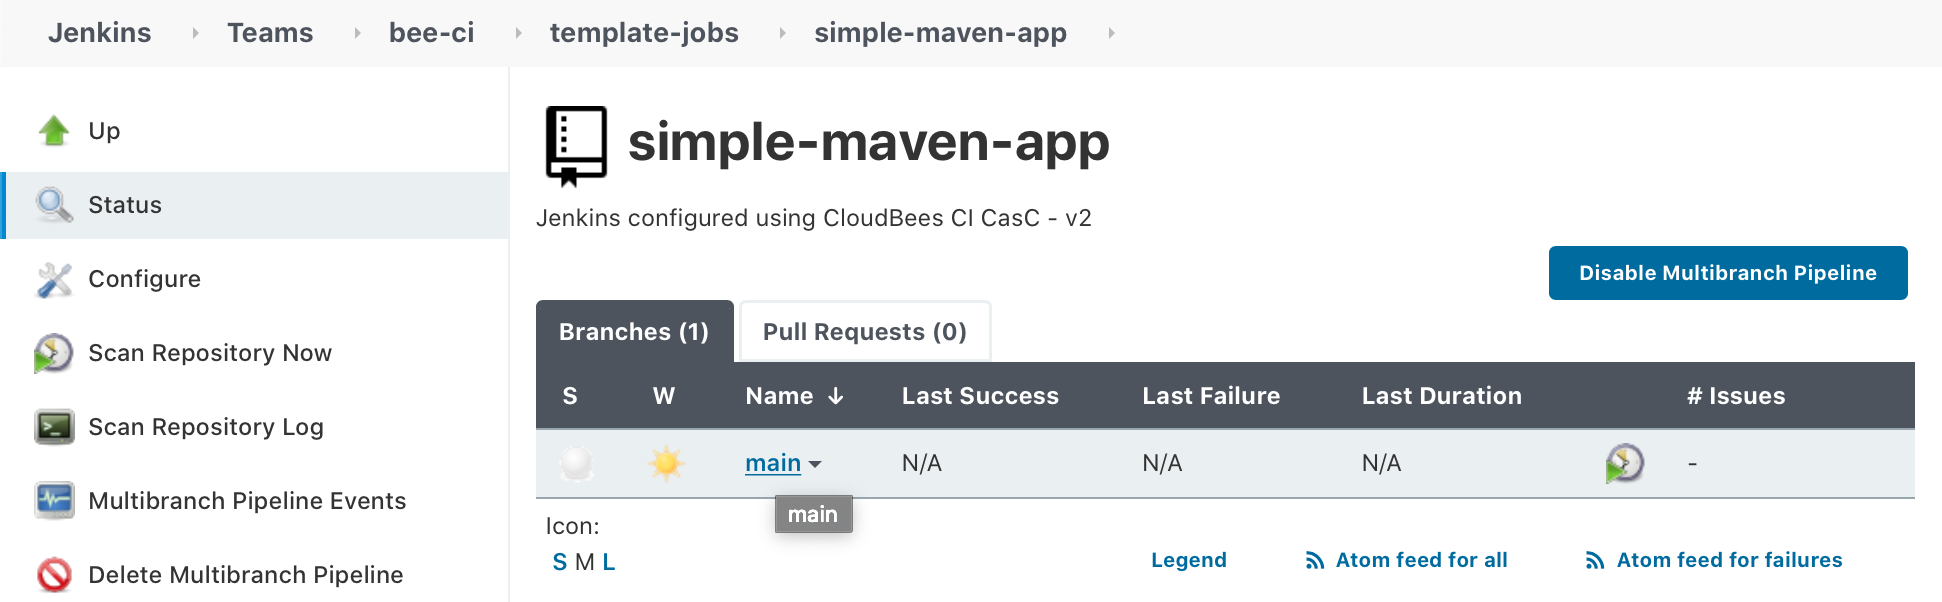 Jenkins Teams bee-ci template-jobs simple-maven-app
Up
Status
Configure
Scan Repository Now
Scan Repository Log
Multibranch Pipeline Events
Delete Multibranch Pipeline
simple-maven-app
Jenkins configured using CloudBees CI CasC - v2
Disable Multibranch Pipeline
Branches (1) Pull Requests (0)
S W Name ↓ Last Success Last Failure Last Duration # Issues
main N/A N/A N/A -
main
Icon:
S M L
Legend Atom feed for all Atom feed for failures